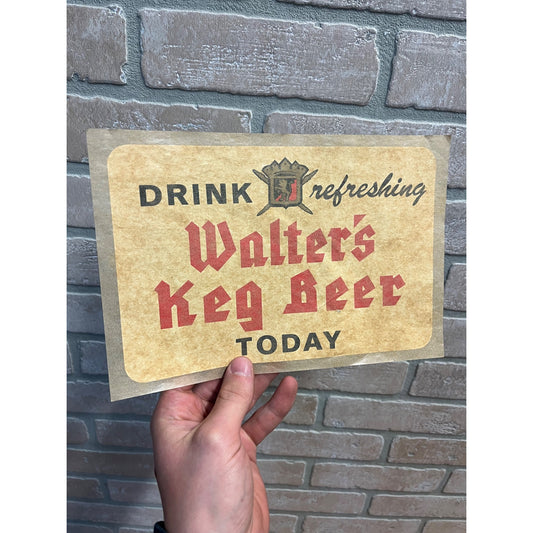 DRINK refreshing
Walter's
Keg Beer
TODAY